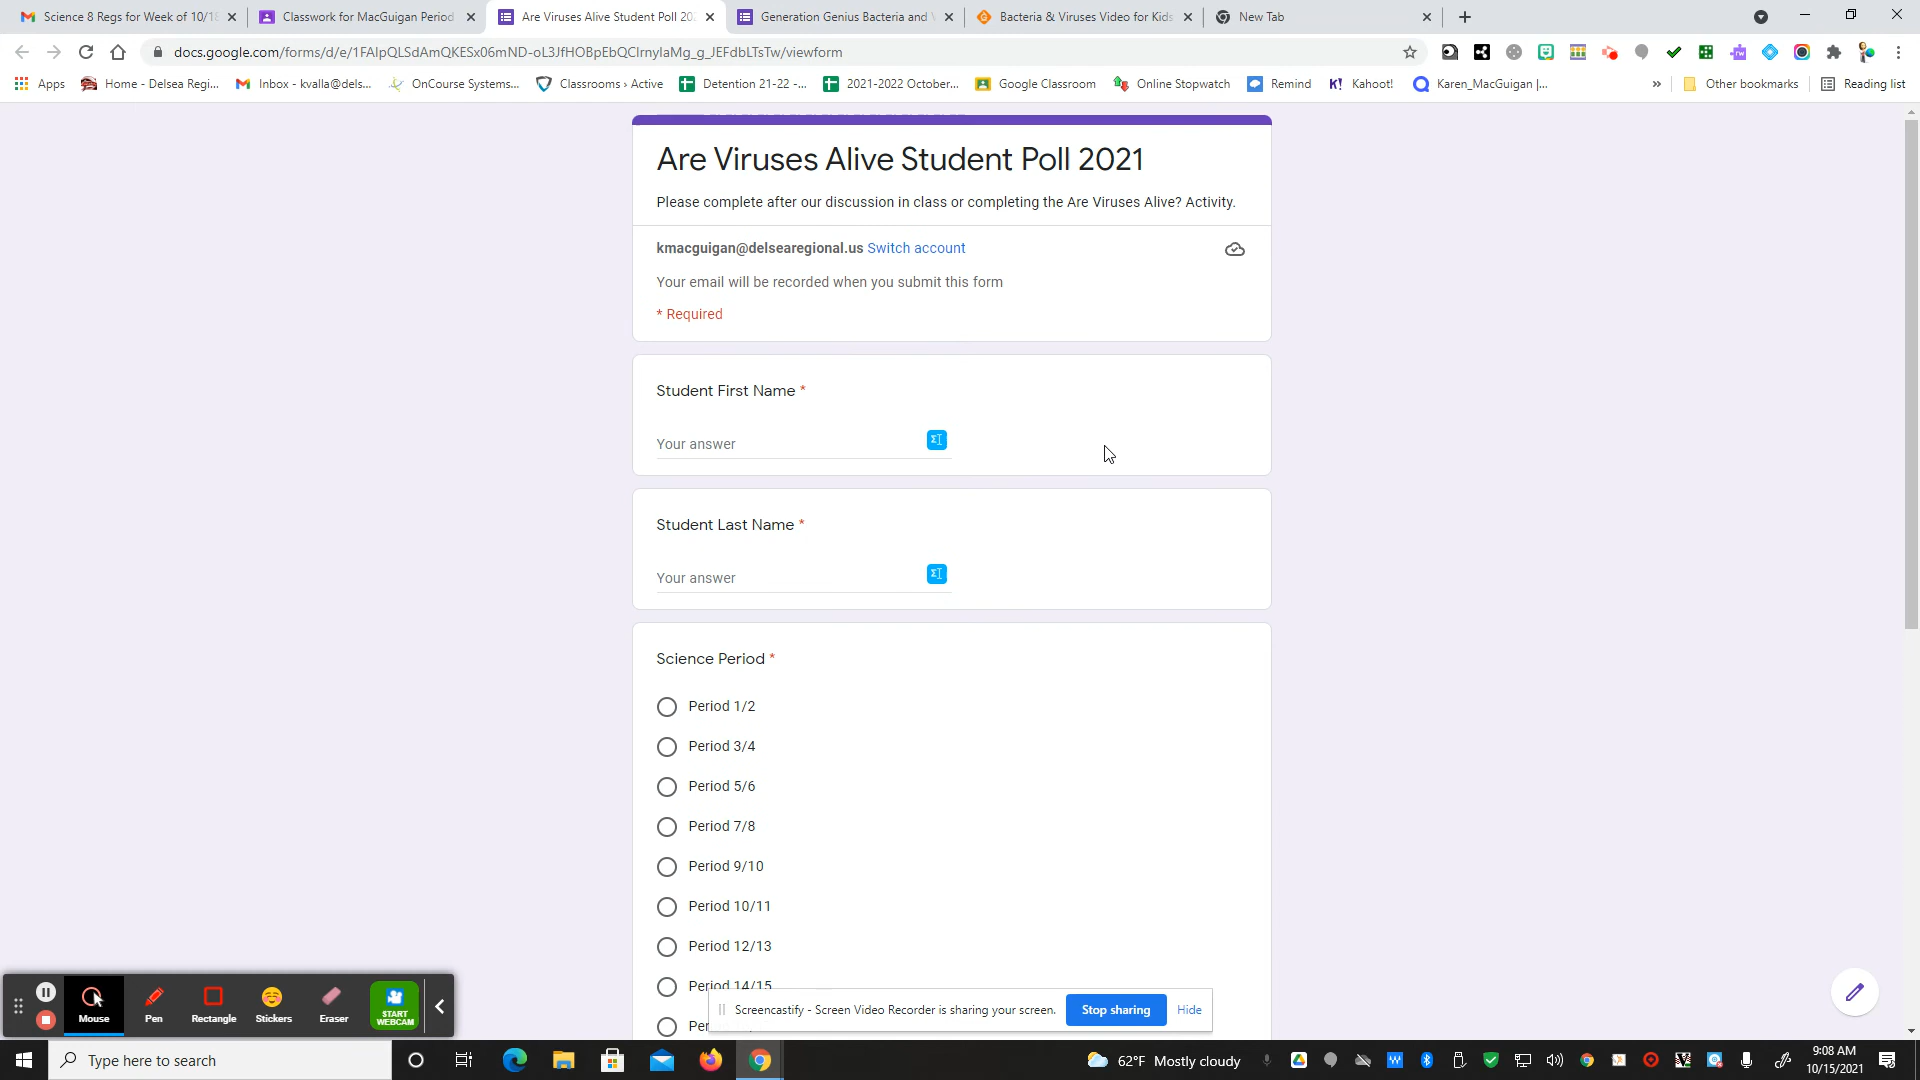 Science 8 Regs for Week of 10/18
Classwork for MacGuigan Period
Are Viruses Alive Student Poll 202
Generation Genius Bacteria and V
Bacteria & Viruses Video for Kids
New Tab
docs.google.com/forms/d/e/1FAIpQLSdAmQKESx06mND-oL3JfHOBpEbQCIrnylaMg_g_JEFdbLTsTw/viewform
Apps
Home - Delsea Regi...
Inbox - kvalla@dels...
OnCourse Systems...
Classrooms › Active
Detention 21-22 -...
2021-2022 October...
Google Classroom
Online Stopwatch
Remind
K! Kahoot!
Karen_MacGuigan |...
»
Other bookmarks
Reading list
Are Viruses Alive Student Poll 2021
Please complete after our discussion in class or completing the Are Viruses Alive? Activity.
kmacguigan@delsearegional.us Switch account
Your email will be recorded when you submit this form
* Required
Student First Name *
Your answer
Student Last Name *
Your answer
Science Period *
Period 1/2
Period 3/4
Period 5/6
Period 7/8
Period 9/10
Period 10/11
Period 12/13
Period 14/15
Mouse
Pen
Rectangle
Stickers
Eraser
START
WEBCAM
Screencastify - Screen Video Recorder is sharing your screen.
Stop sharing
Hide
Type here to search
62°F Mostly cloudy
9:08 AM
10/15/2021